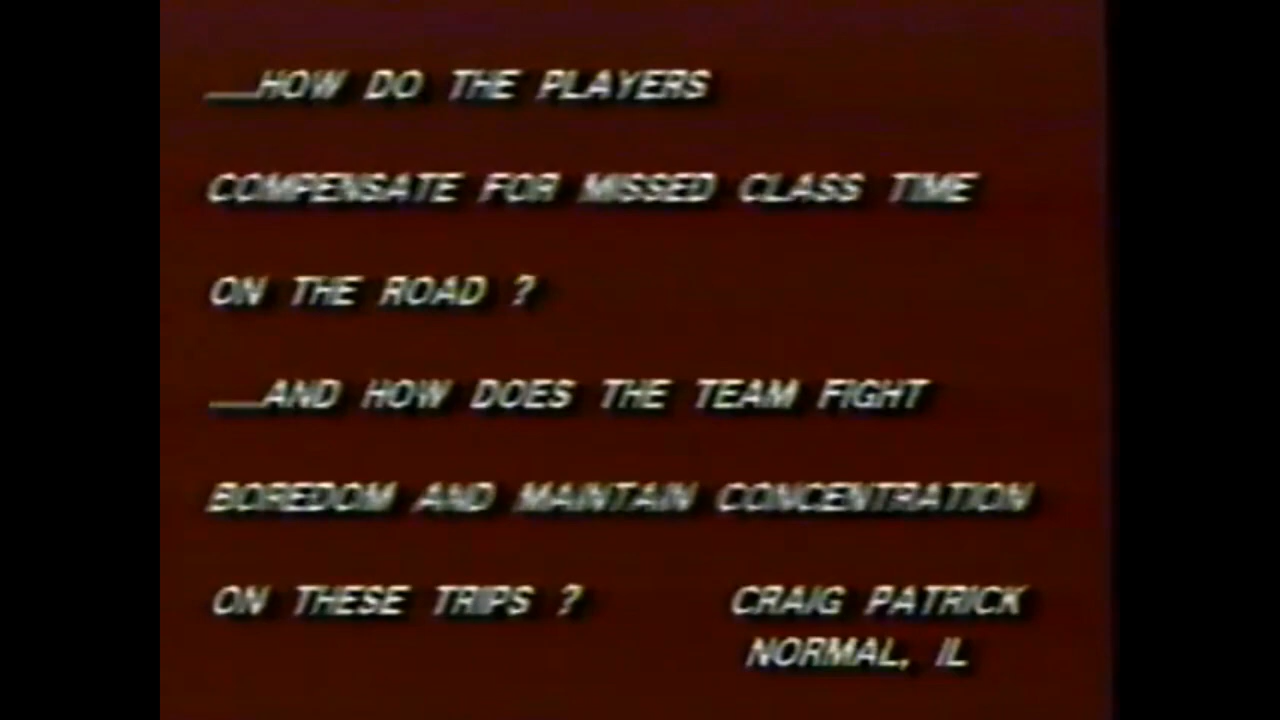 ....HOW DO THE PLAYERS
COMPENSATE FOR MISSED CLASS TIME
ON THE ROAD ?
....AND HOW DOES THE TEAM FIGHT
BOREDOM AND MAINTAIN CONCENTRATION
ON THESE TRIPS ? CRAIG PATRICK
NORMAL, IL